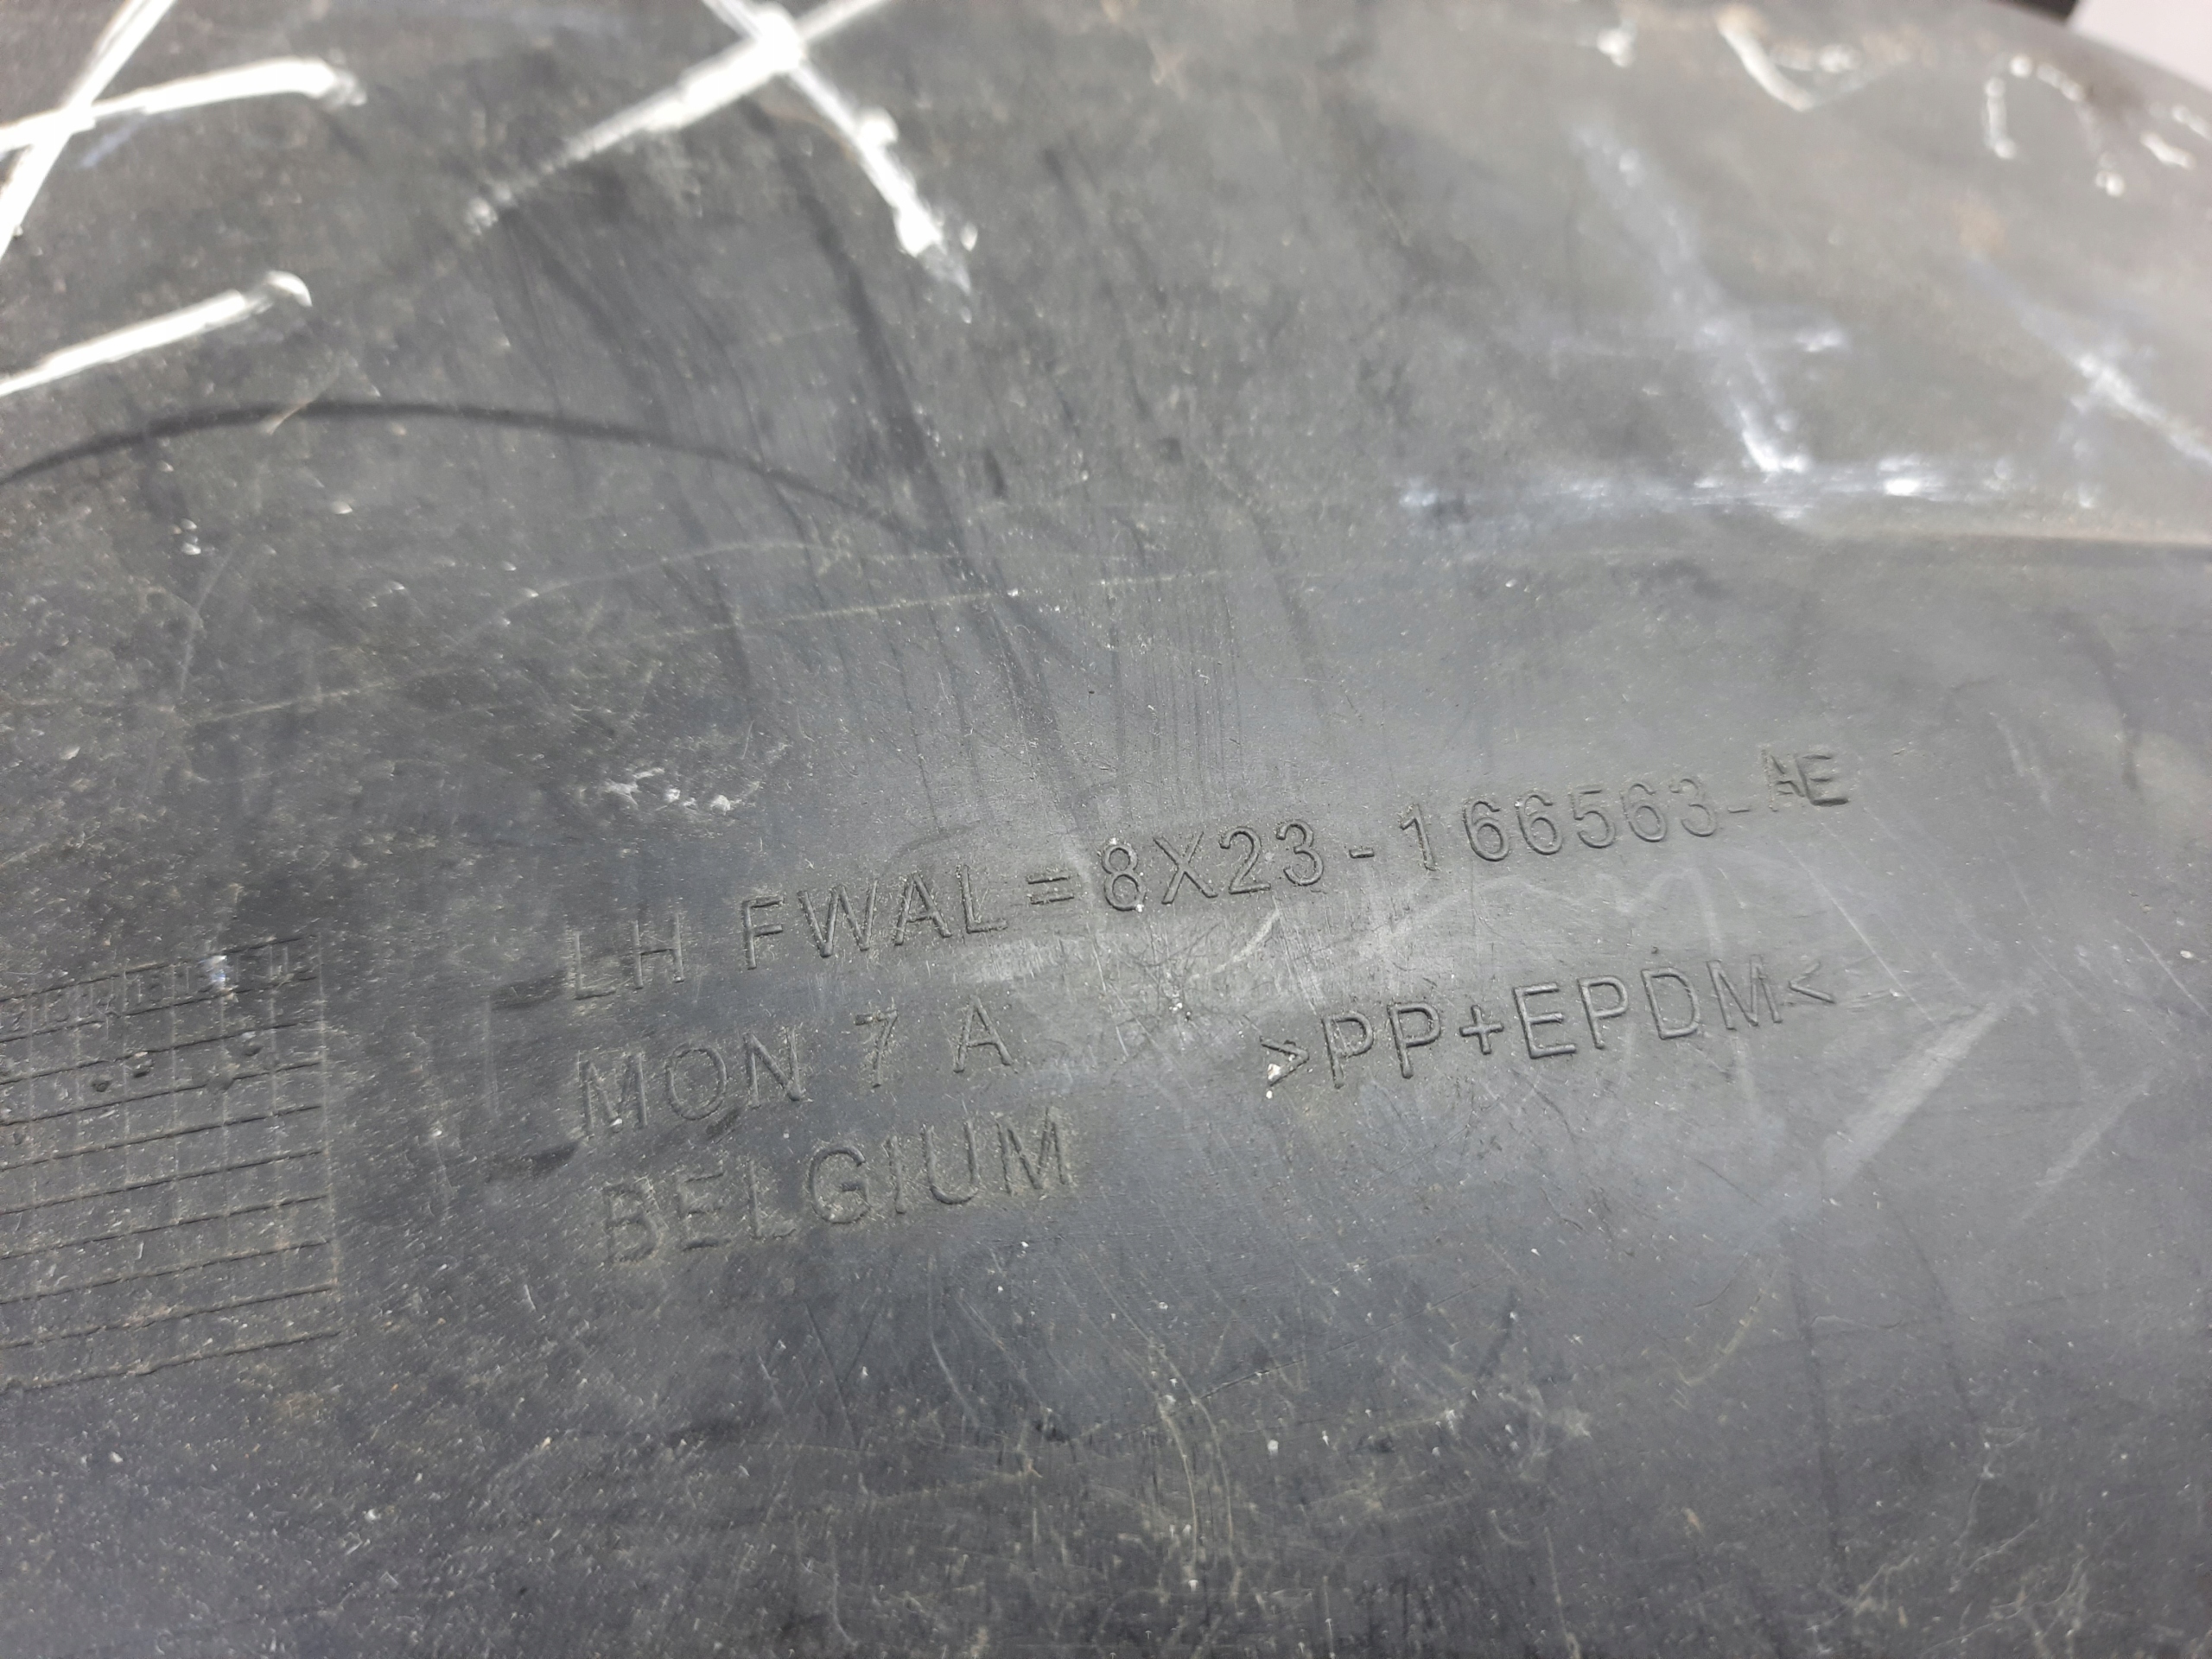 LH FWAL=8X23-166563-AE
MON 7 A >PP+EPDM<
BELGIUM